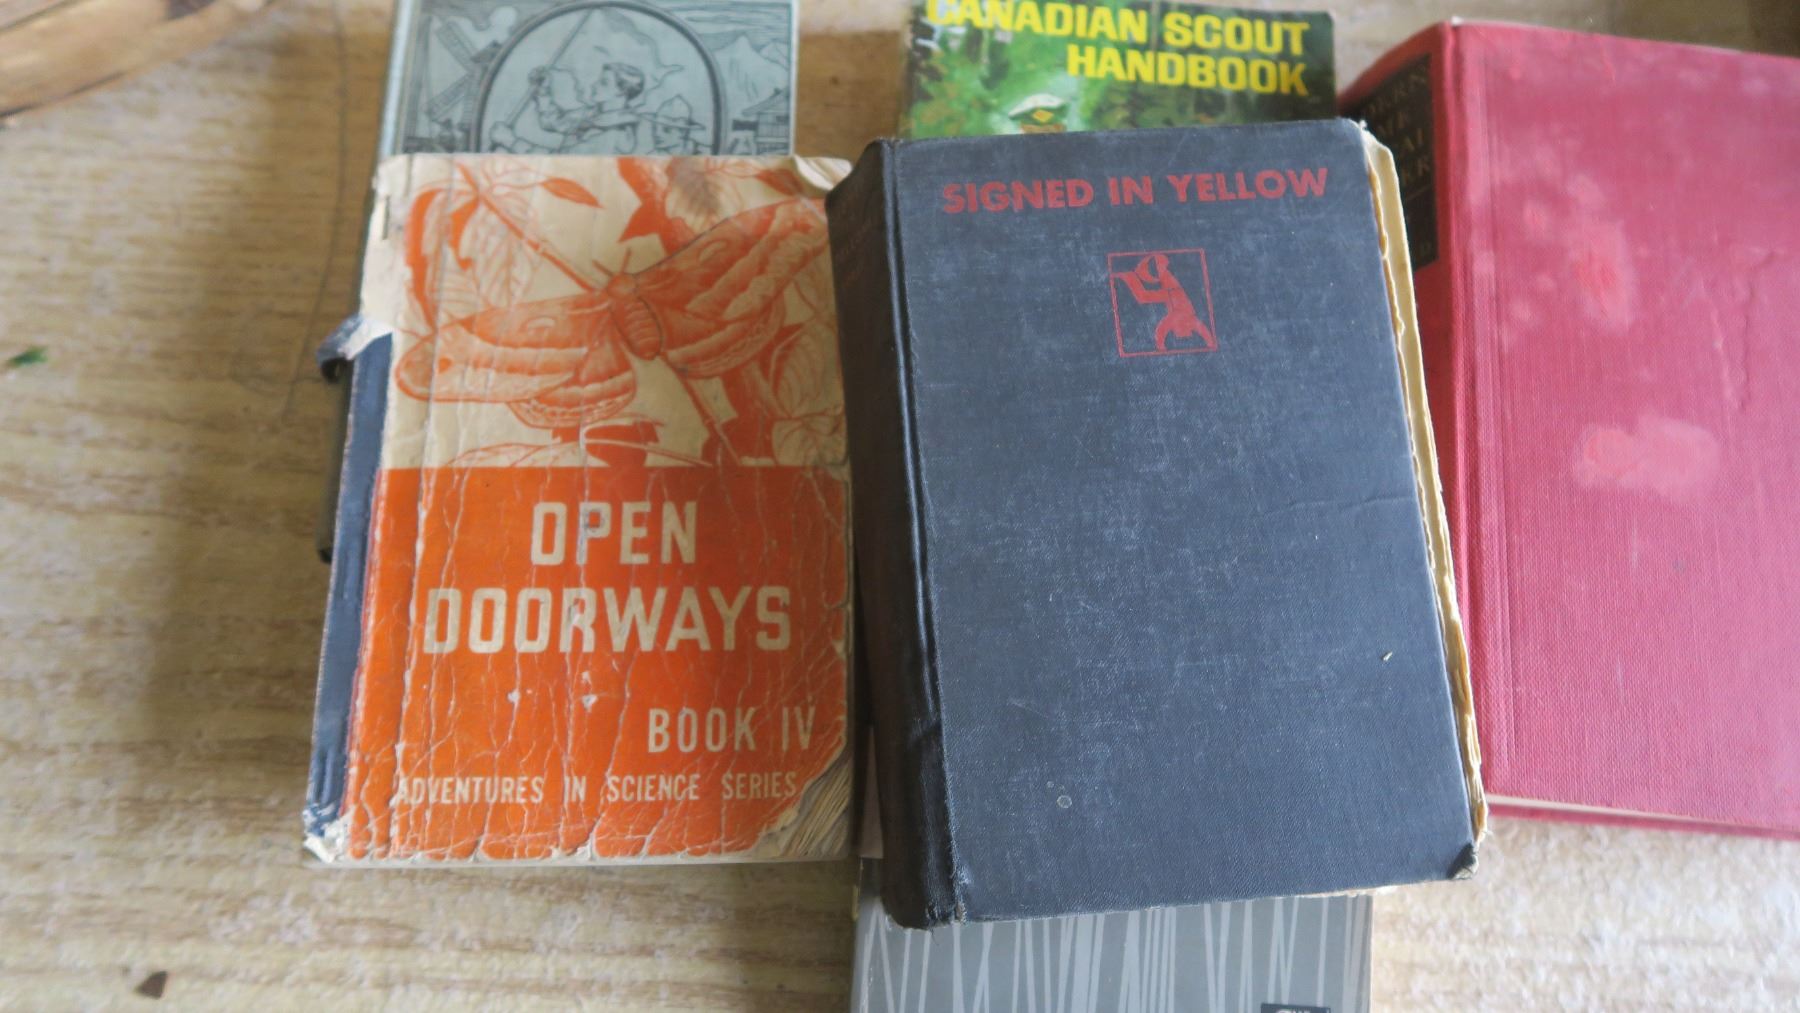 CANADIAN SCOUT
HANDBOOK
OPEN
DOORWAYS
BOOK IV
ADVENTURES IN SCIENCE SERIES
SIGNED IN YELLOW